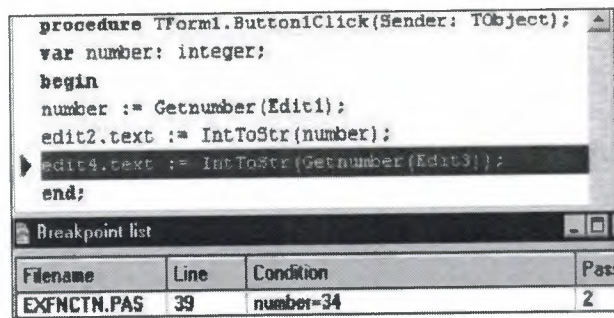 procedure TForm1.Button1Click(Sender: TObject);
var number: integer;
begin
number := Getnumber(Edit1);
edit2.text := IntToStr(number);
edit4.text := IntToStr(Getnumber(Edit3));
end;
Breakpoint list
Filename Line Condition Pass
EXFNCTN.PAS 39 number=34 2